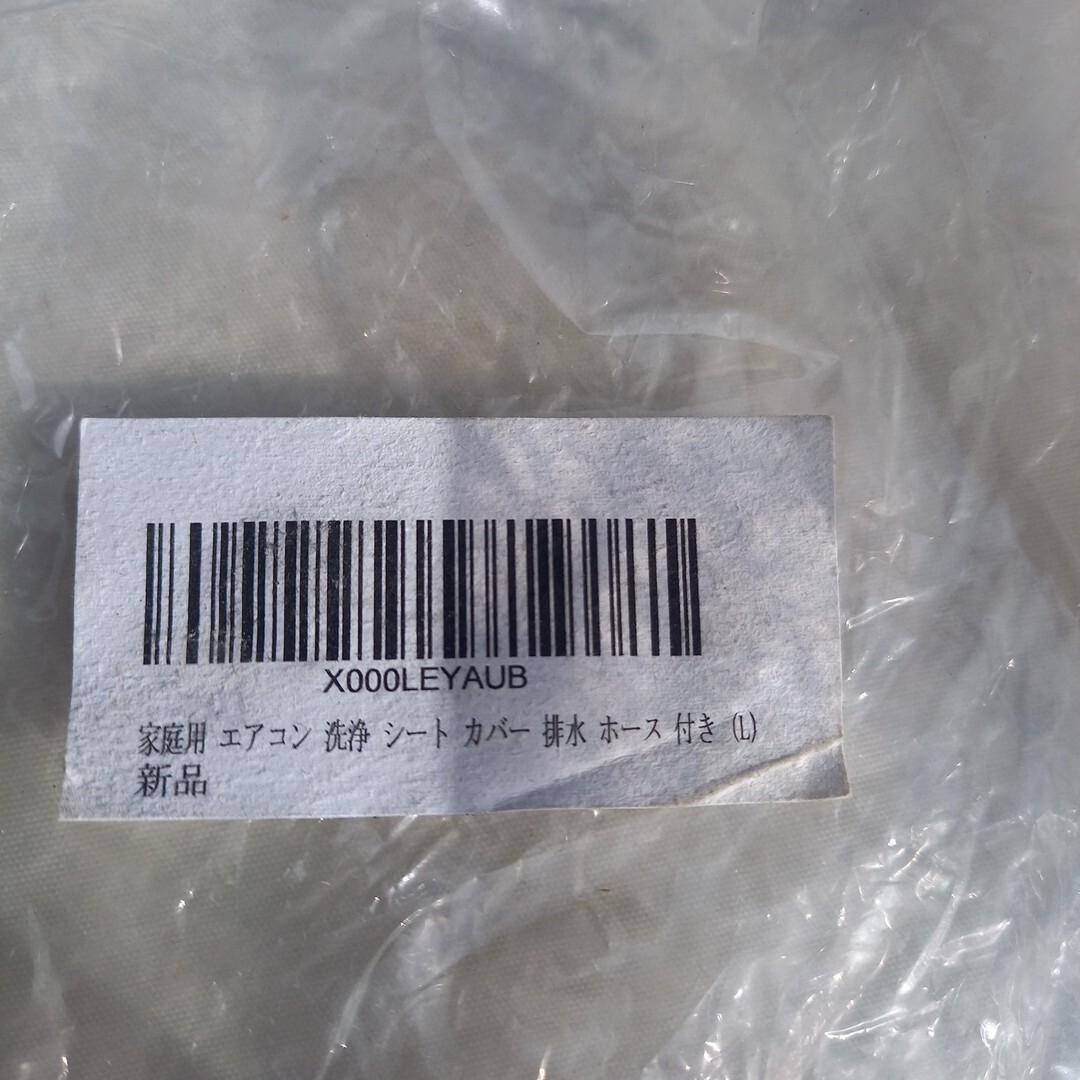 X000LEYAUB
家庭用 エアコン 洗浄 シート カバー 排水 ホース 付き (L)
新品